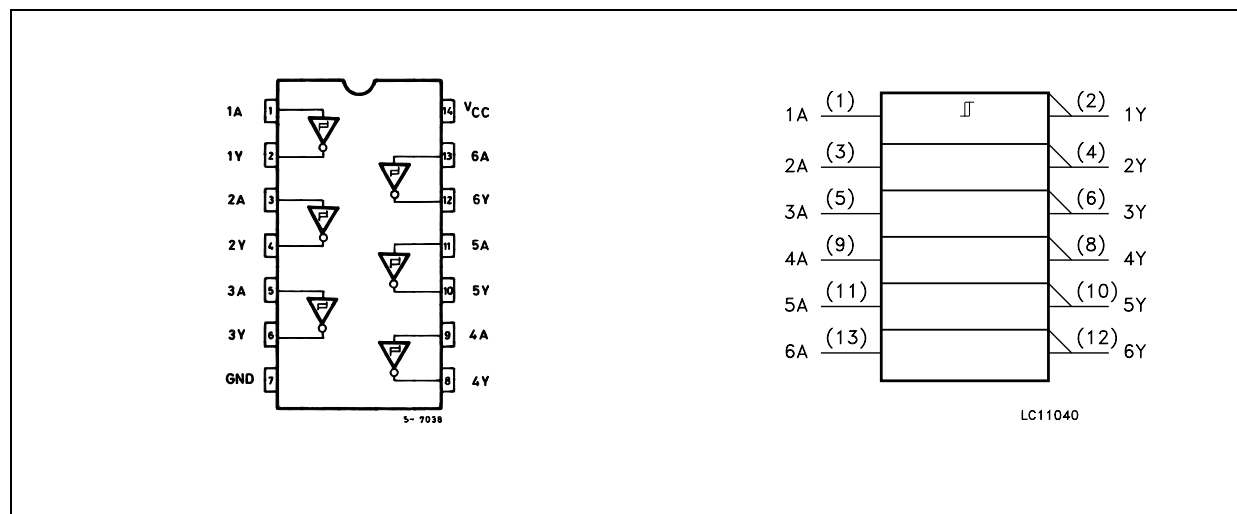 1A 1 14 VCC
1Y 2 13 6A
2A 3 12 6Y
2Y 4 11 5A
3A 5 10 5Y
3Y 6 9 4A
GND 7 8 4Y
S- 7038
1A (1) (2) 1Y
2A (3) (4) 2Y
3A (5) (6) 3Y
4A (9) (8) 4Y
5A (11) (10) 5Y
6A (13) (12) 6Y
LC11040